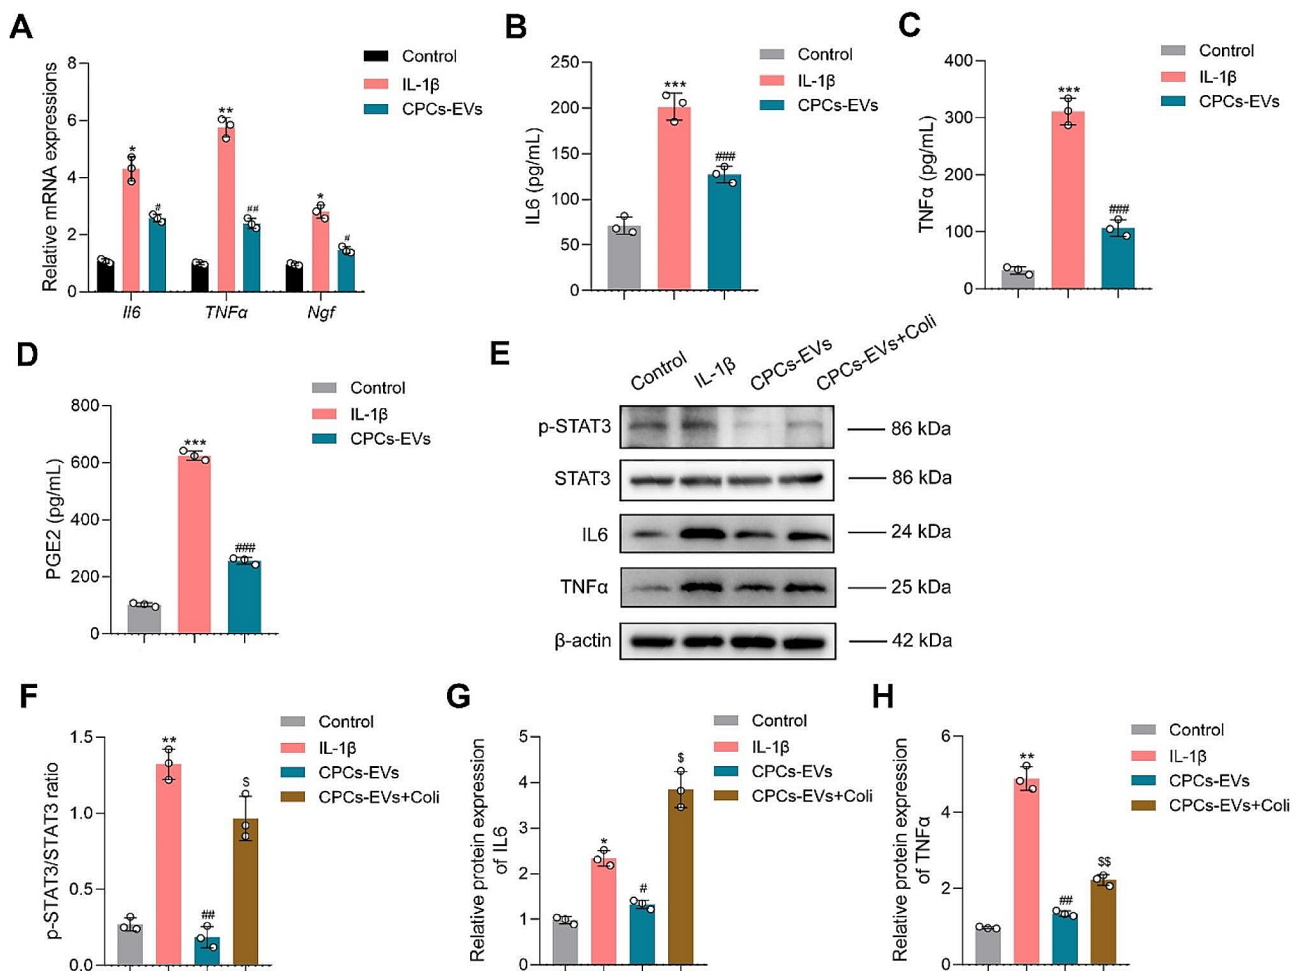 A
Control
IL-1β
CPCs-EVs
Relative mRNA expressions
8
6
4
2
0
*
#
**
##
*
#
Il6
TNFα
Ngf
B
Control
IL-1β
CPCs-EVs
IL6 (pg/mL)
250
200
150
100
50
0
***
###
C
Control
IL-1β
CPCs-EVs
TNFα (pg/mL)
400
300
200
100
0
***
###
D
Control
IL-1β
CPCs-EVs
PGE2 (pg/mL)
800
600
400
200
0
***
###
E
Control
IL-1β
CPCs-EVs
CPCs-EVs+Coli
p-STAT3
86 kDa
STAT3
86 kDa
IL6
24 kDa
TNFα
25 kDa
β-actin
42 kDa
F
Control
IL-1β
CPCs-EVs
CPCs-EVs+Coli
p-STAT3/STAT3 ratio
1.5
1.0
0.5
0.0
**
##
$
G
Control
IL-1β
CPCs-EVs
CPCs-EVs+Coli
Relative protein expression
of IL6
5
4
3
2
1
0
*
#
$
H
Control
IL-1β
CPCs-EVs
CPCs-EVs+Coli
Relative protein expression
of TNFα
6
4
2
0
**
##
$$